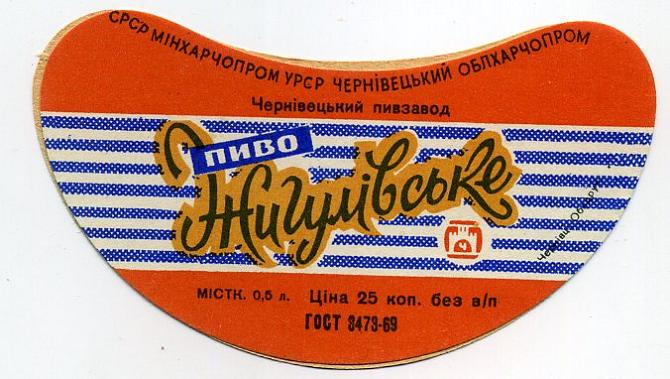 СРСР МІНХАРЧОПРОМ УРСР ЧЕРНІВЕЦЬКИЙ ОБЛХАРЧОПРОМ
Чернівецький пивзавод
ПИВО
Жигулівське
Ч
МІСТК. 0,5 л. Ціна 25 коп. без в/п
ГОСТ 3473-69